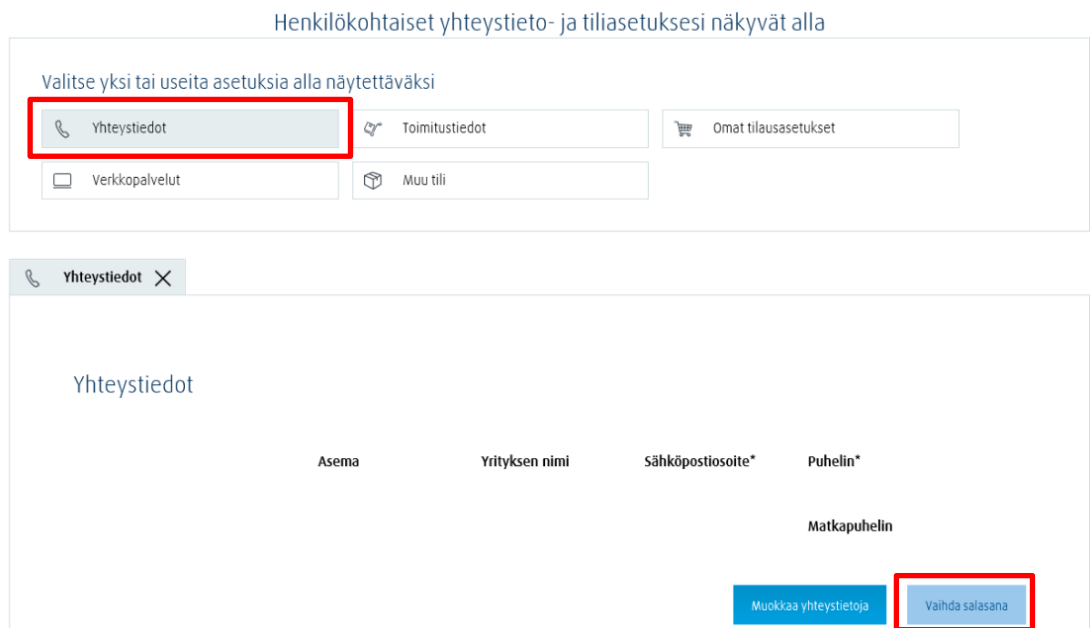 Henkilökohtaiset yhteystieto- ja tiliasetuksesi näkyvät alla
Valitse yksi tai useita asetuksia alla näytettäväksi
Yhteystiedot
Toimitustiedot
Omat tilausasetukset
Verkkopalvelut
Muu tili
Yhteystiedot
Yhteystiedot
Asema
Yrityksen nimi
Sähköpostiosoite*
Puhelin*
Matkapuhelin
Muokkaa yhteystietoja
Vaihda salasana